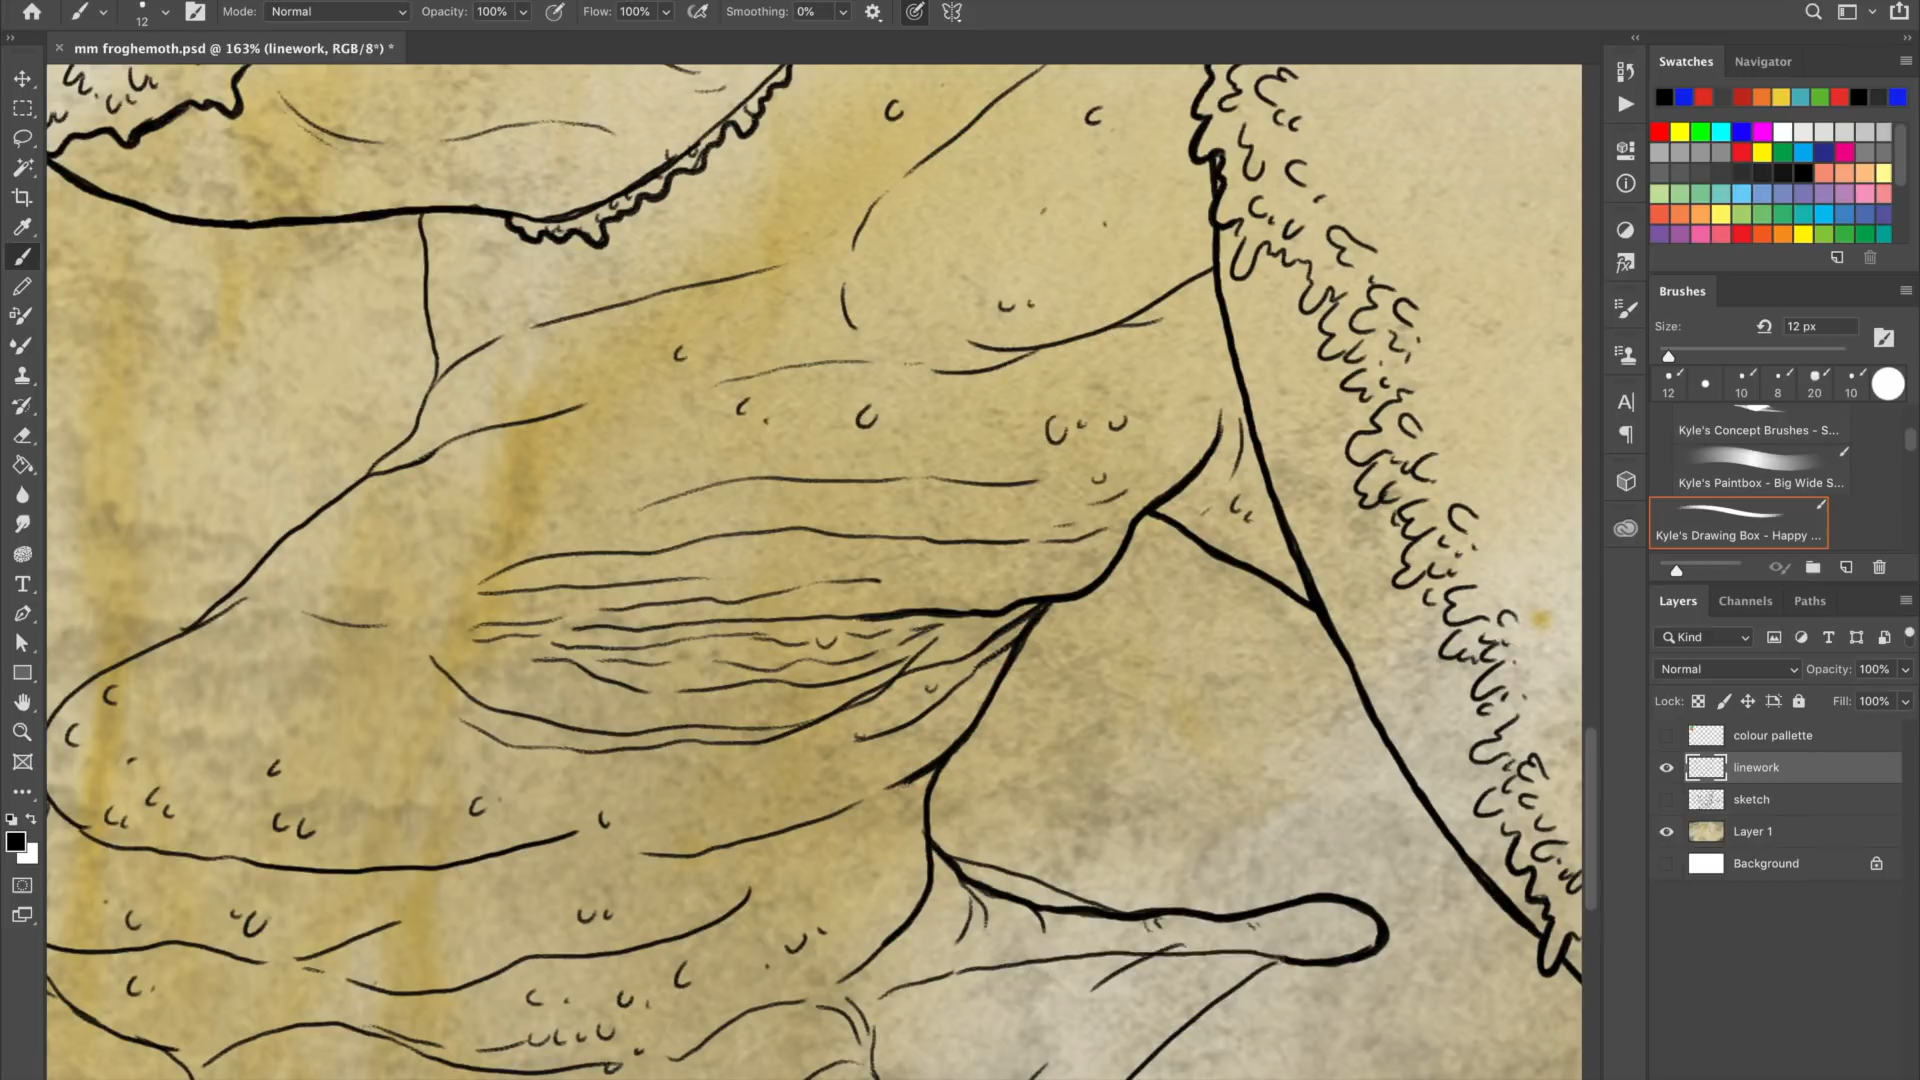 12
Mode:
Normal
Opacity:
100%
Flow:
100%
Smoothing:
0%
× mm froghemoth.psd @ 163% (linework, RGB/8*) *
Swatches
Navigator
Brushes
Size:
12 px
12
10
8
20
10
Kyle's Concept Brushes - S...
Kyle's Paintbox - Big Wide S...
Kyle's Drawing Box - Happy ...
Layers
Channels
Paths
Kind
Normal
Opacity:
100%
Lock:
Fill:
100%
colour pallette
linework
sketch
Layer 1
Background